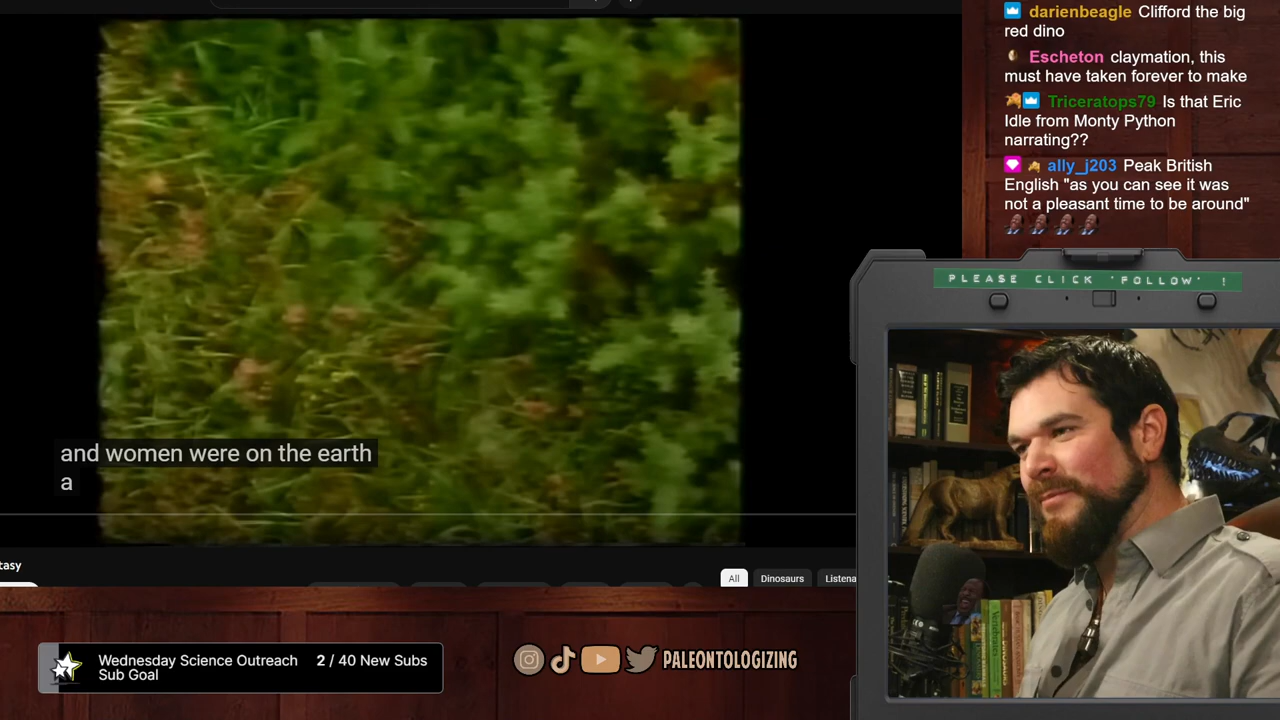 darienbeagle Clifford the big
red dino
Escheton claymation, this
must have taken forever to make
Triceratops79 Is that Eric
Idle from Monty Python
narrating??
ally_j203 Peak British
English "as you can see it was
not a pleasant time to be around"
PLEASE CLICK 'FOLLOW' !
and women were on the earth
a
tasy
All Dinosaurs Listena
Wednesday Science Outreach 2 / 40 New Subs
Sub Goal
PALEONTOLOGIZING